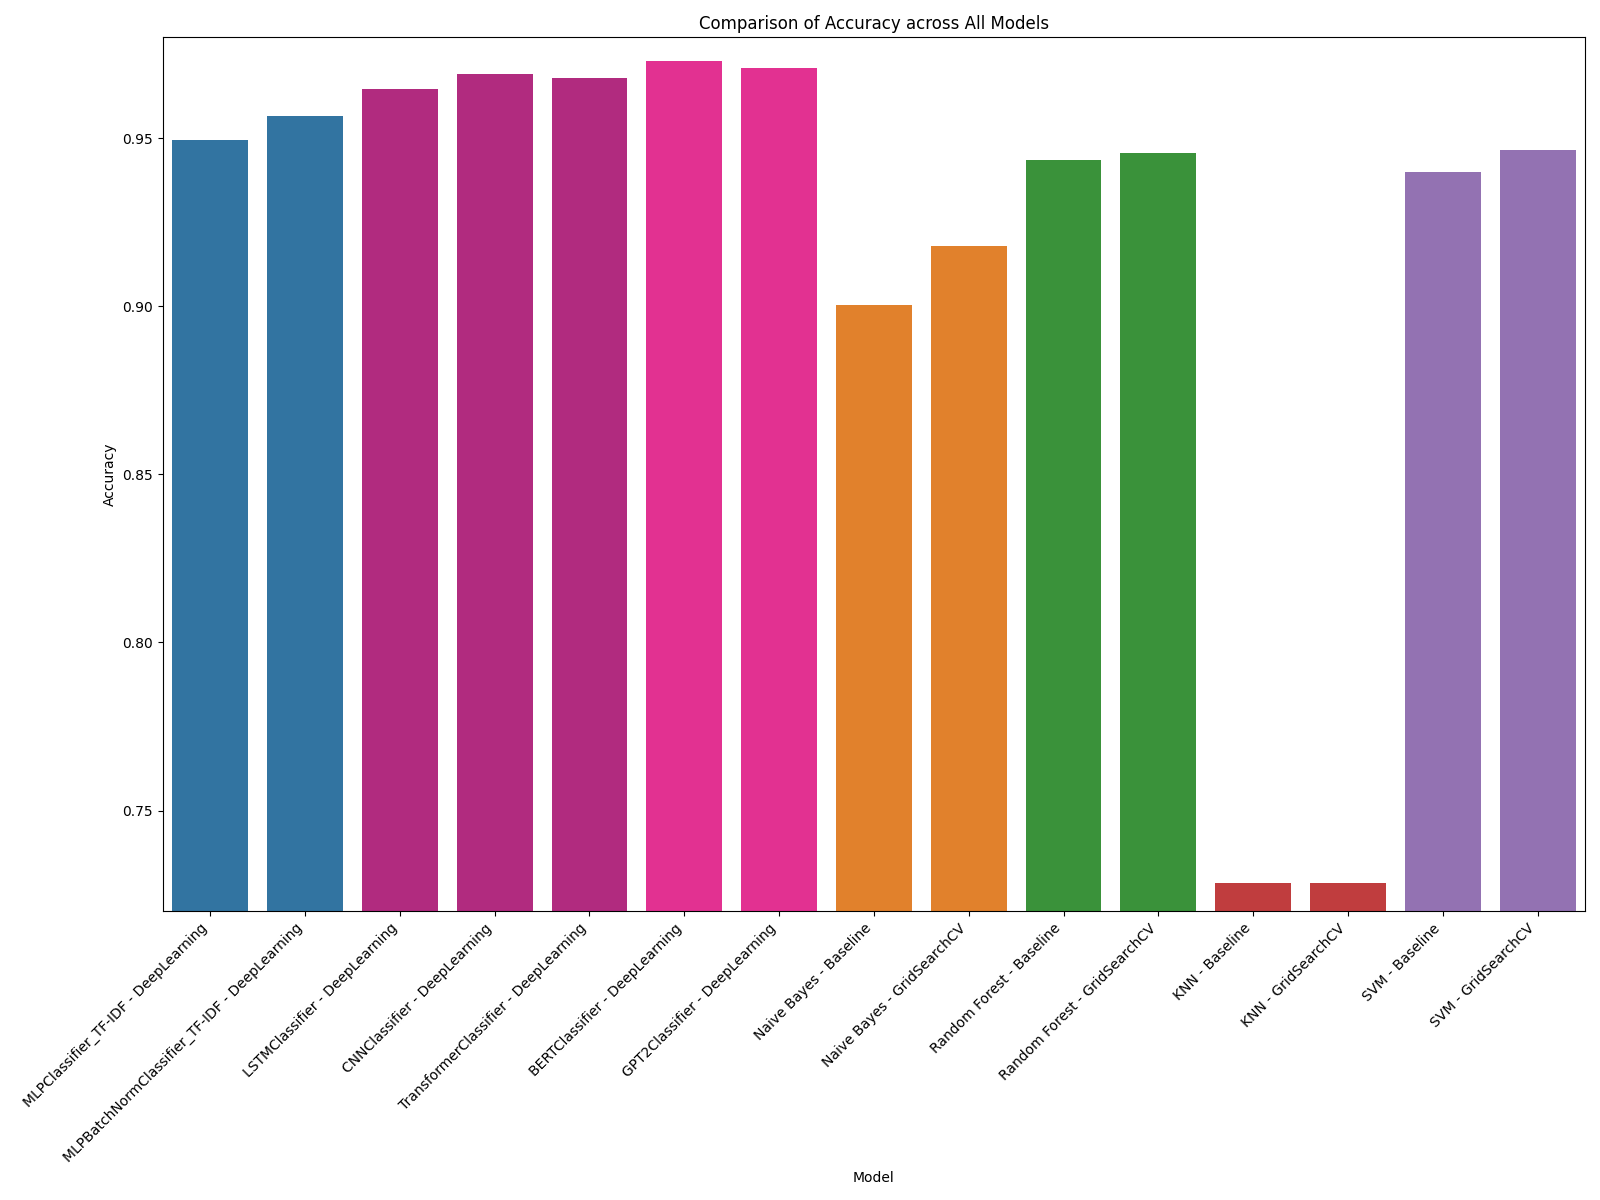 Comparison of Accuracy across All Models
Accuracy
0.95
0.90
0.85
0.80
0.75
MLPClassifier_TF-IDF - DeepLearning
MLPBatchNormClassifier_TF-IDF - DeepLearning
LSTMClassifier - DeepLearning
CNNClassifier - DeepLearning
TransformerClassifier - DeepLearning
BERTClassifier - DeepLearning
GPT2Classifier - DeepLearning
Naive Bayes - Baseline
Naive Bayes - GridSearchCV
Random Forest - Baseline
Random Forest - GridSearchCV
KNN - Baseline
KNN - GridSearchCV
SVM - Baseline
SVM - GridSearchCV
Model